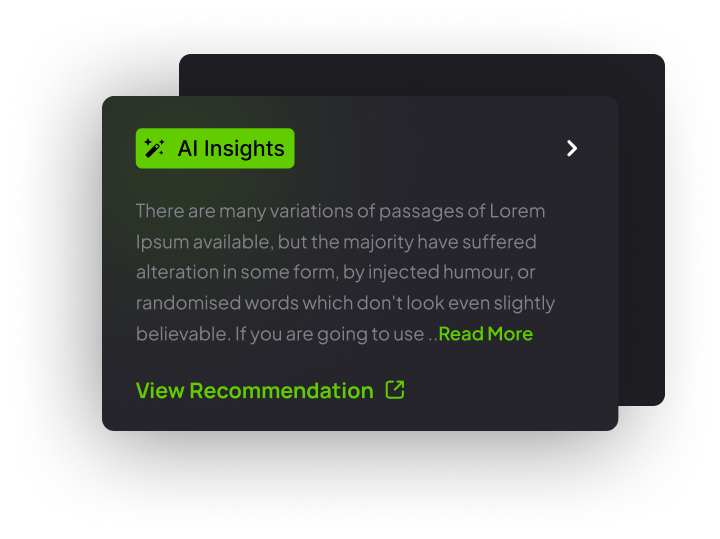 AI Insights
There are many variations of passages of Lorem
Ipsum available, but the majority have suffered
alteration in some form, by injected humour, or
randomised words which don't look even slightly
believable. If you are going to use ..Read More
View Recommendation